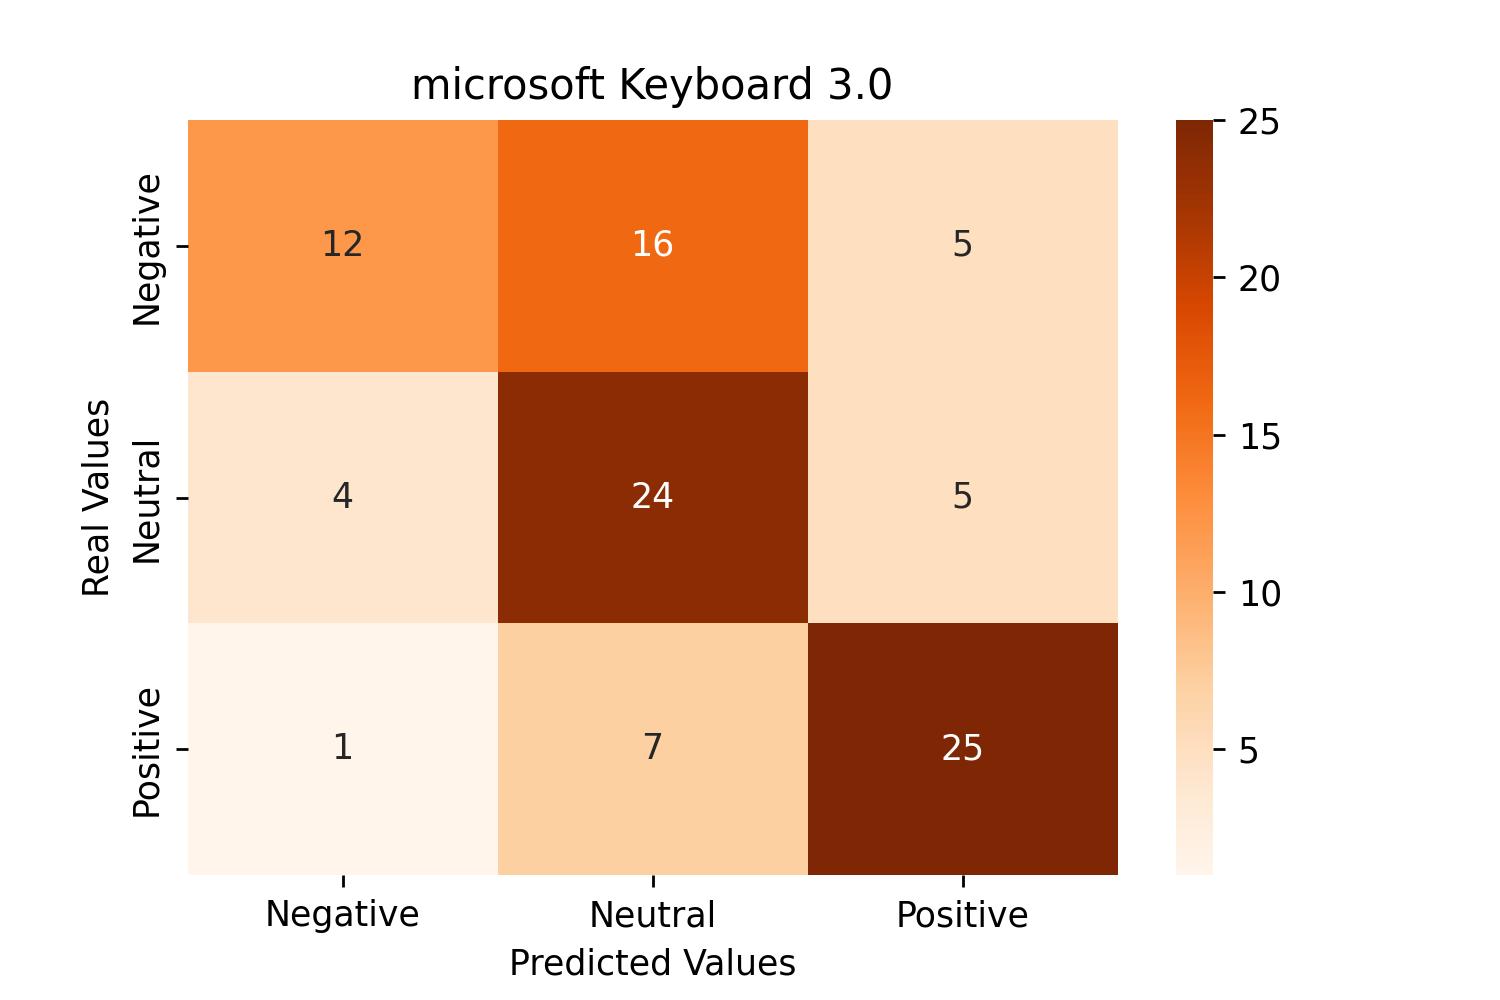 microsoft Keyboard 3.0
Real Values
Negative
12 16 5
Neutral
4 24 5
Positive
1 7 25
Negative Neutral Positive
Predicted Values
25
20
15
10
5